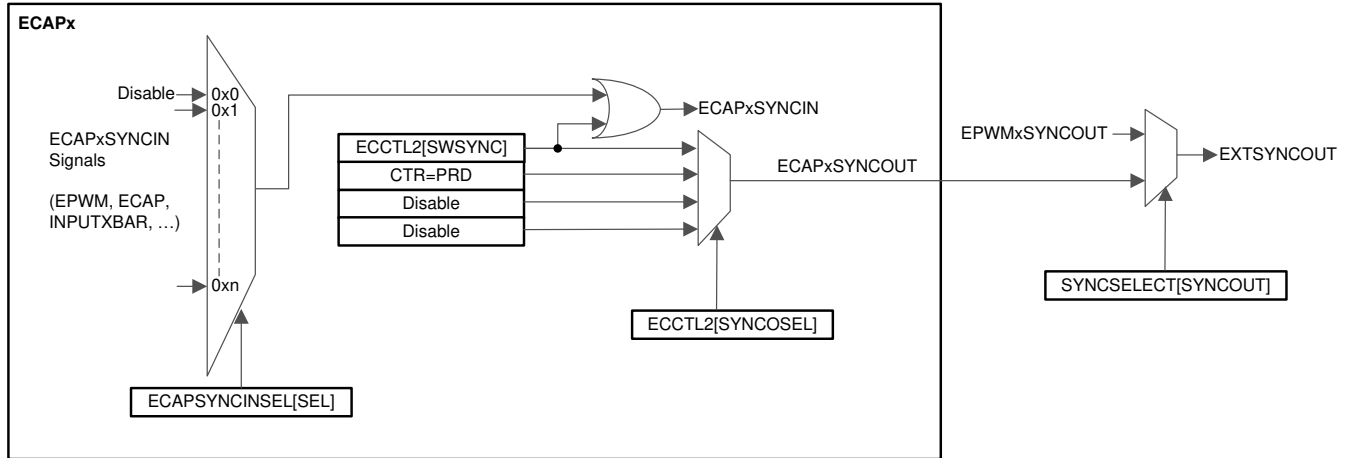 ECAPx
Disable
0x0
0x1
ECAPxSYNCIN
Signals
(EPWM, ECAP,
INPUTXBAR, …)
0xn
ECAPSYNCINSEL[SEL]
ECAPxSYNCIN
ECCTL2[SWSYNC]
CTR=PRD
Disable
Disable
ECAPxSYNCOUT
ECCTL2[SYNCOSEL]
EPWMxSYNCOUT
EXTSYNCOUT
SYNCSELECT[SYNCOUT]